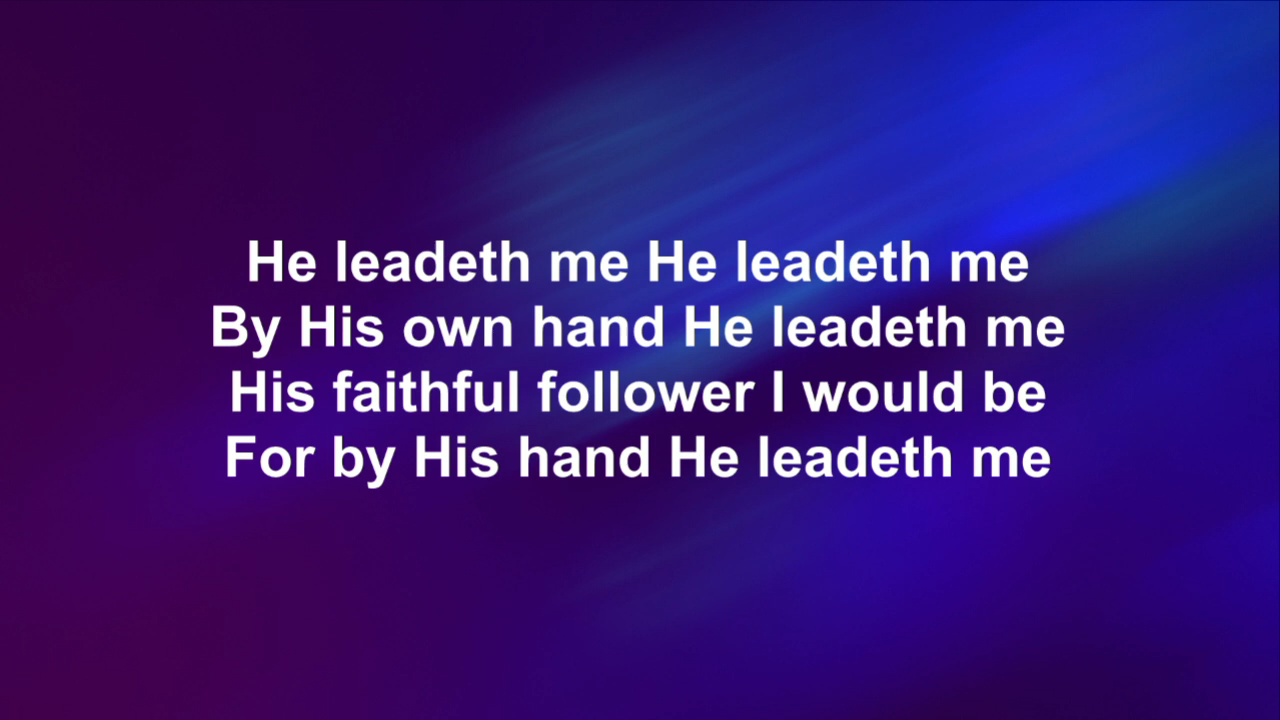 He leadeth me He leadeth me
By His own hand He leadeth me
His faithful follower I would be
For by His hand He leadeth me